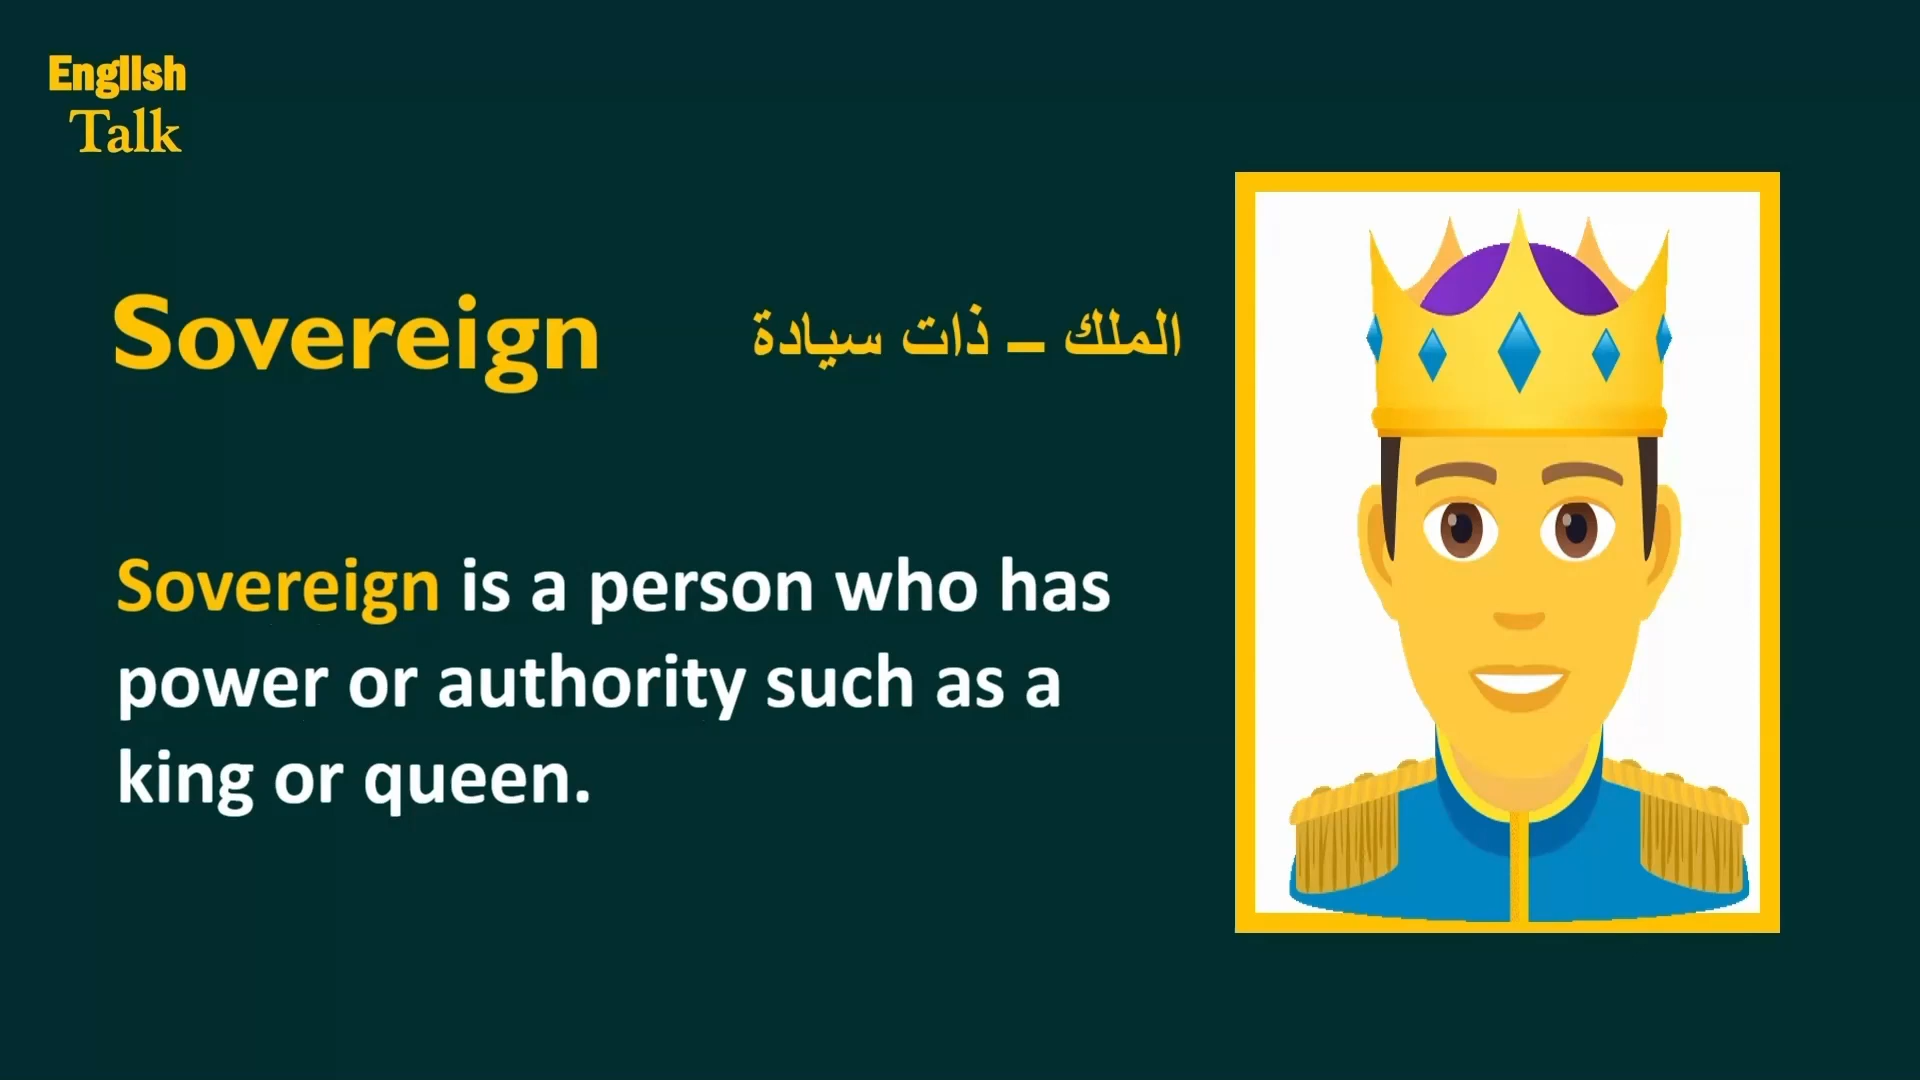 English
Talk
Sovereign
الملك – ذات سيادة
Sovereign is a person who has
power or authority such as a
king or queen.